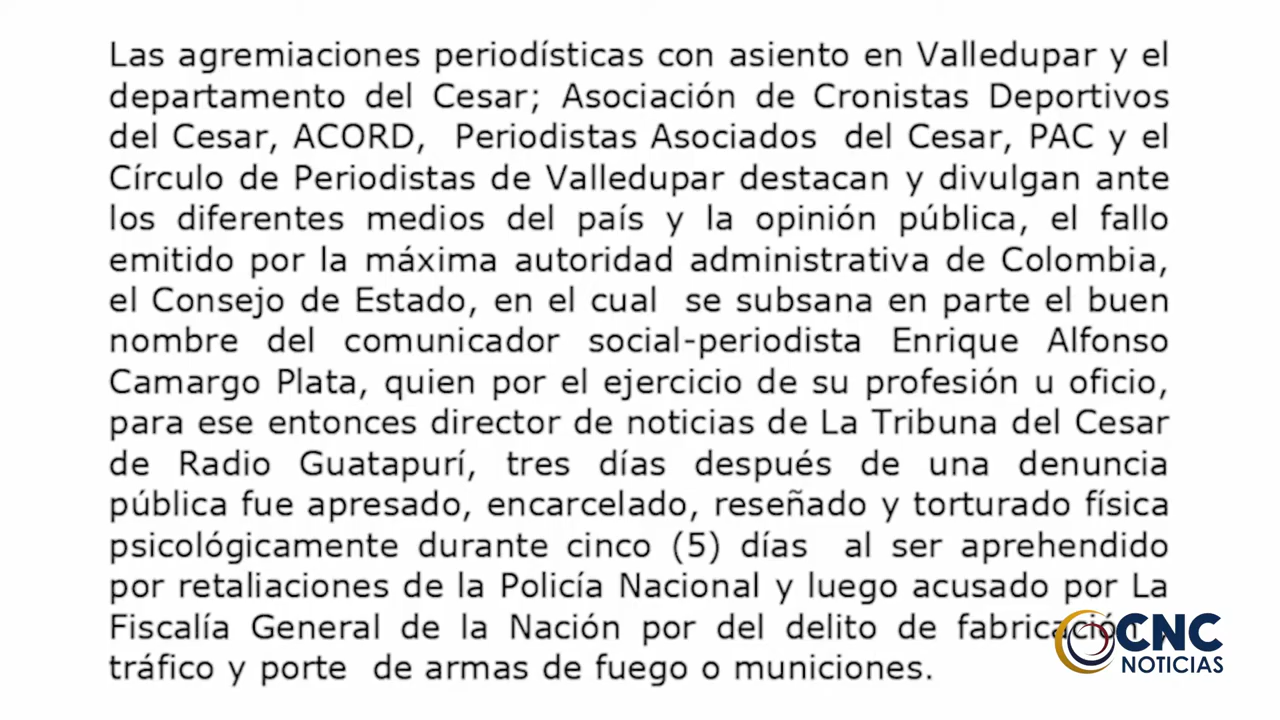 Las agremiaciones periodísticas con asiento en Valledupar y el
departamento del Cesar; Asociación de Cronistas Deportivos
del Cesar, ACORD, Periodistas Asociados del Cesar, PAC y el
Círculo de Periodistas de Valledupar destacan y divulgan ante
los diferentes medios del país y la opinión pública, el fallo
emitido por la máxima autoridad administrativa de Colombia,
el Consejo de Estado, en el cual se subsana en parte el buen
nombre del comunicador social-periodista Enrique Alfonso
Camargo Plata, quien por el ejercicio de su profesión u oficio,
para ese entonces director de noticias de La Tribuna del Cesar
de Radio Guatapurí, tres días después de una denuncia
pública fue apresado, encarcelado, reseñado y torturado física
psicológicamente durante cinco (5) días al ser aprehendido
por retaliaciones de la Policía Nacional y luego acusado por La
Fiscalía General de la Nación por del delito de fabricación
tráfico y porte de armas de fuego o municiones.
CNC
NOTICIAS